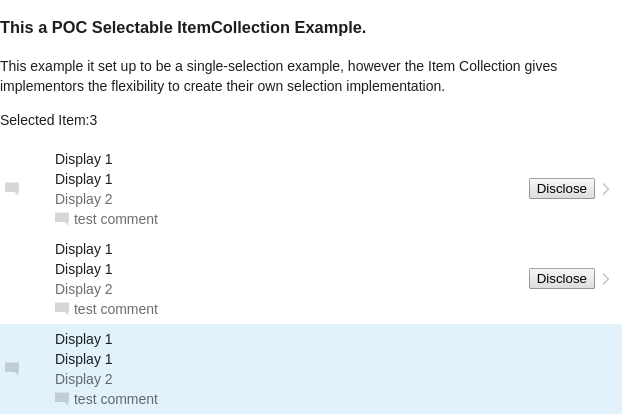 This a POC Selectable ItemCollection Example.
This example it set up to be a single-selection example, however the Item Collection gives
implementors the flexibility to create their own selection implementation.
Selected Item:3
Display 1
Display 1
Display 2
test comment
Disclose
Display 1
Display 1
Display 2
test comment
Disclose
Display 1
Display 1
Display 2
test comment